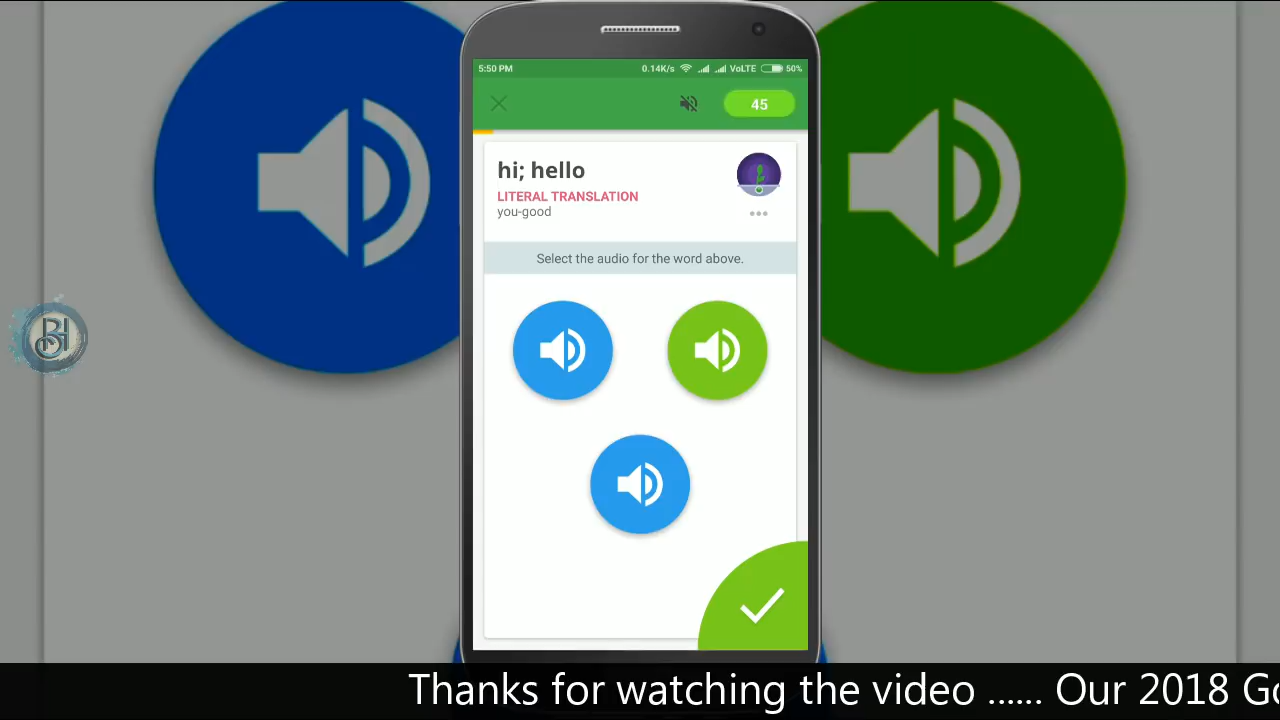 5:50 PM 0.14K/s VoLTE 50%
45
hi; hello
LITERAL TRANSLATION
you-good
Select the audio for the word above.
Thanks for watching the video ...... Our 2018 Go